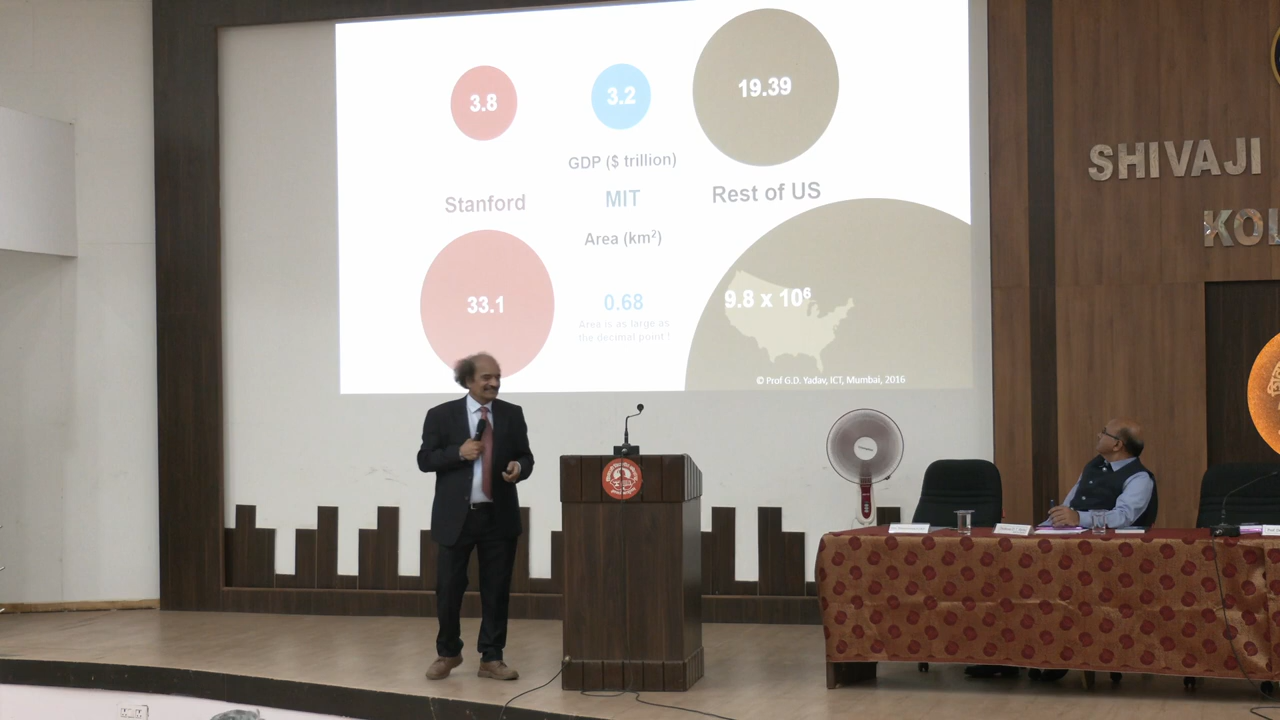 3.8
3.2
19.39
GDP ($ trillion)
Stanford
MIT
Rest of US
Area (km²)
33.1
0.68
9.8 x 10⁶
Area is as large as
the decimal point !
© Prof G.D. Yadav, ICT, Mumbai, 2016
SHIVAJI